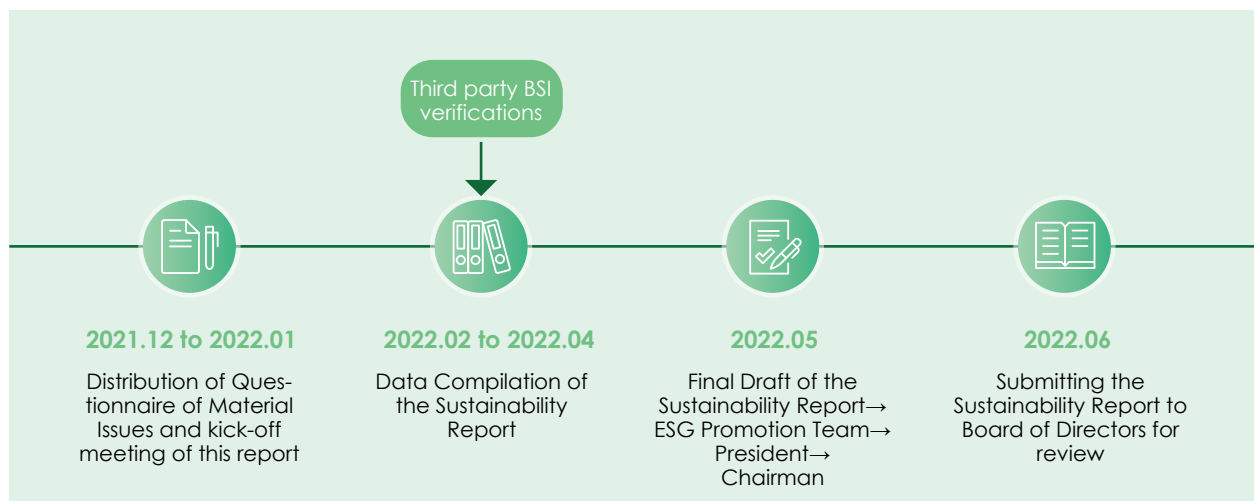 Third party BSI
verifications
2021.12 to 2022.01
Distribution of Ques-
tionnaire of Material
Issues and kick-off
meeting of this report
2022.02 to 2022.04
Data Compilation of
the Sustainability
Report
2022.05
Final Draft of the
Sustainability Report→
ESG Promotion Team→
President→
Chairman
2022.06
Submitting the
Sustainability Report to
Board of Directors for
review